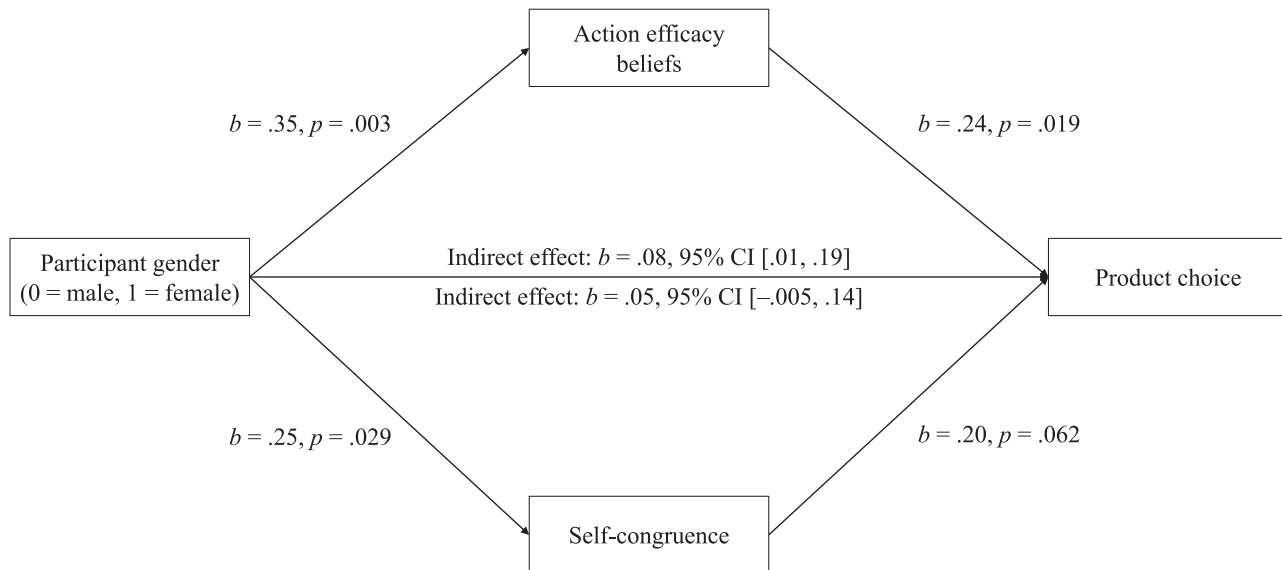 Action efficacy
beliefs
b = .35, p = .003
b = .24, p = .019
Participant gender
(0 = male, 1 = female)
Indirect effect: b = .08, 95% CI [.01, .19]
Indirect effect: b = .05, 95% CI [–.005, .14]
Product choice
b = .25, p = .029
b = .20, p = .062
Self-congruence